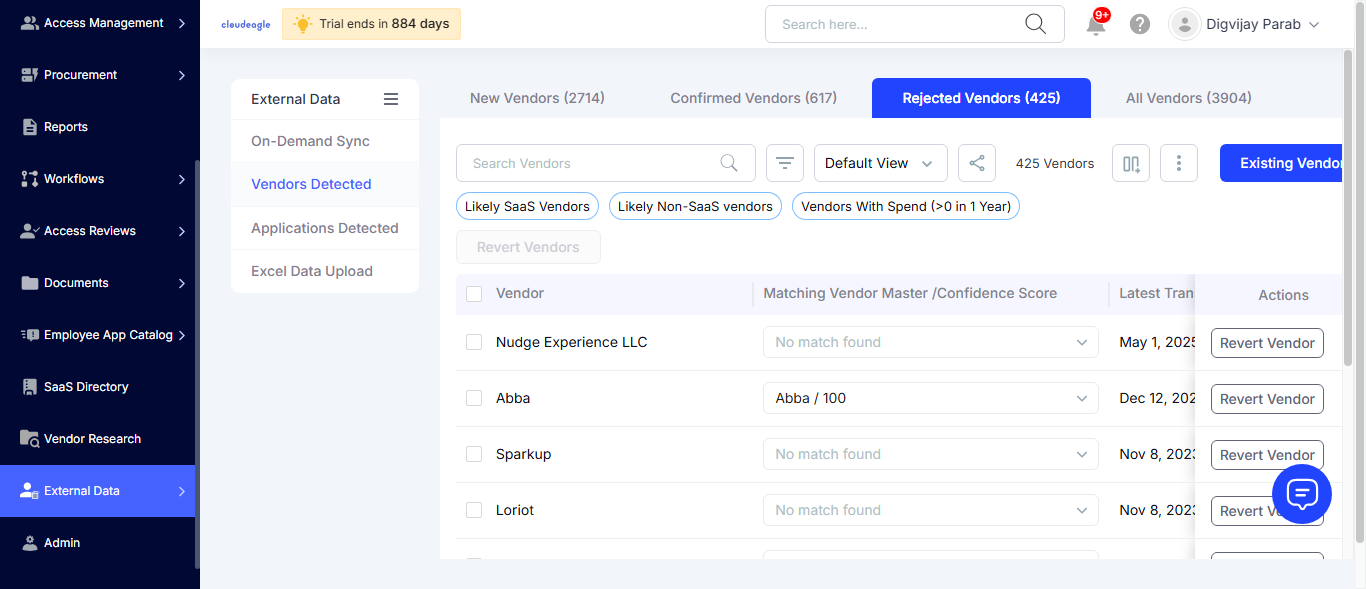 Access Management
Procurement
Reports
Workflows
Access Reviews
Documents
Employee App Catalog
SaaS Directory
Vendor Research
External Data
Admin
cloudeagle
Trial ends in 884 days
Search here...
9+
Digvijay Parab
External Data
On-Demand Sync
Vendors Detected
Applications Detected
Excel Data Upload
New Vendors (2714)
Confirmed Vendors (617)
Rejected Vendors (425)
All Vendors (3904)
Search Vendors
Default View
425 Vendors
Existing Vendor
Likely SaaS Vendors
Likely Non-SaaS vendors
Vendors With Spend (>0 in 1 Year)
Revert Vendors
Vendor
Matching Vendor Master /Confidence Score
Latest Tran
Actions
Nudge Experience LLC
No match found
May 1, 2025
Revert Vendor
Abba
Abba / 100
Dec 12, 202
Revert Vendor
Sparkup
No match found
Nov 8, 2023
Revert Vendor
Loriot
No match found
Nov 8, 2023
Revert